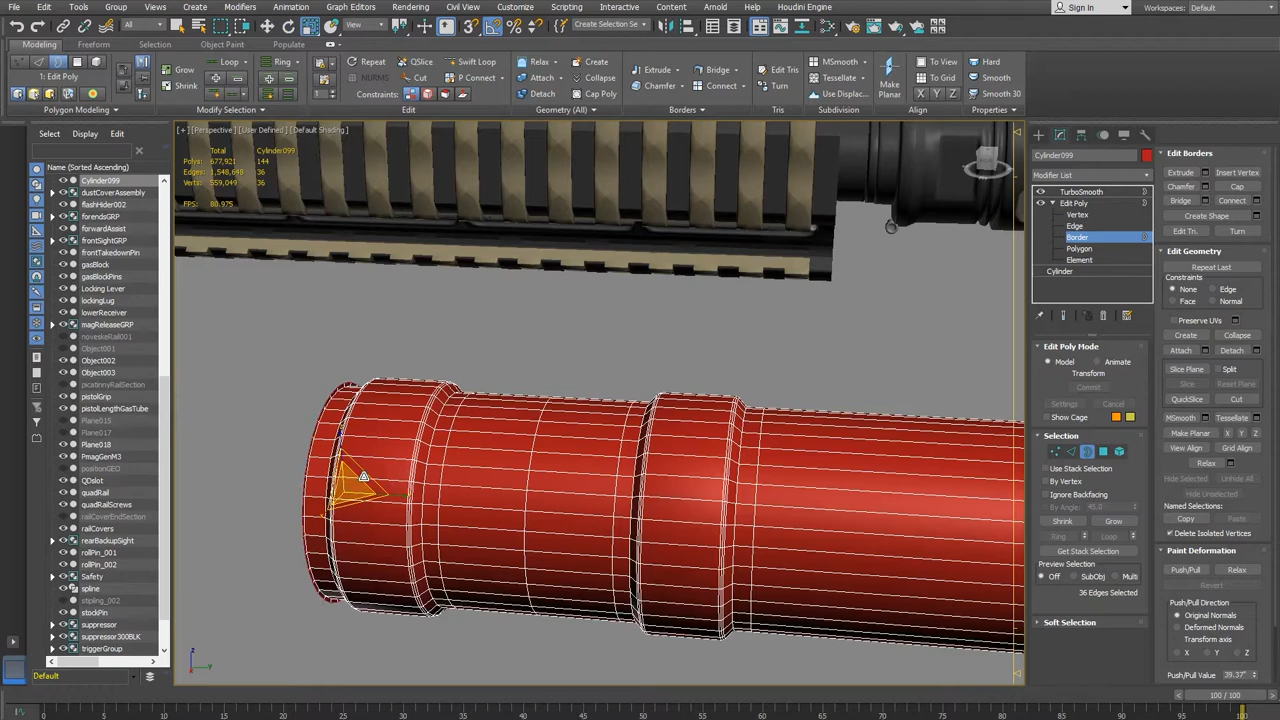 File Edit Tools Group Views Create Modifiers Animation Graph Editors Rendering Civil View Customize Scripting Interactive Content Arnold Help Houdini Engine
Sign In Workspaces: Default
All View Create Selection Se
Modeling Freeform Selection Object Paint Populate
1: Edit Poly
Polygon Modeling
Grow
Shrink
Loop
Ring
Modify Selection
Repeat QSlice Swift Loop
NURMS Cut P Connect
Constraints:
Edit
Relax Create
Attach Collapse
Detach Cap Poly
Geometry (All)
Extrude Bridge
Chamfer Connect
Borders
Edit Tris
Turn
Tris
MSmooth
Tessellate
Use Displac...
Subdivision
Make Planar
To View
To Grid
X Y Z
Align
Hard
Smooth
Smooth 30
Properties
Select Display Edit
Name (Sorted Ascending)
Cylinder099
dustCoverAssembly
flashHider002
forendsGRP
forwardAssist
frontSightGRP
frontTakedownPin
gasBlock
gasBlockPins
Locking Lever
lockingLug
lowerReceiver
magReleaseGRP
noveskeRail001
Object001
Object002
Object003
picatinnyRailSection
pistolGrip
pistolLengthGasTube
Plane015
Plane017
Plane018
PmagGenM3
positionGEO
QDslot
quadRail
quadRailScrews
railCoverEndSection
railCovers
rearBackupSight
rollPin_001
rollPin_002
Safety
spline
stipling_002
stockPin
suppressor
suppressor300BLK
triggerGroup
Default
[+] [Perspective] [User Defined] [Default Shading]
Total Cylinder099
Polys: 677,921 144
Edges: 1,548,648 36
Verts: 559,049 36
FPS: 80.975
z
y
Cylinder099
Modifier List
TurboSmooth
Edit Poly
Vertex
Edge
Border
Polygon
Element
Cylinder
Edit Poly Mode
Model Animate
Transform
Commit
Settings Cancel
Show Cage
Selection
Use Stack Selection
By Vertex
Ignore Backfacing
By Angle: 45.0
Shrink Grow
Ring Loop
Get Stack Selection
Preview Selection
Off SubObj Multi
36 Edges Selected
Soft Selection
Edit Borders
Extrude Insert Vertex
Chamfer Cap
Bridge Connect
Create Shape
Edit Tri. Turn
Edit Geometry
Repeat Last
Constraints
None Edge
Face Normal
Preserve UVs
Create Collapse
Attach Detach
Slice Plane Split
Slice Reset Plane
QuickSlice Cut
MSmooth Tessellate
Make Planar X Y Z
View Align Grid Align
Relax
Hide Selected Unhide All
Hide Unselected
Named Selections:
Copy Paste
Delete Isolated Vertices
Paint Deformation
Push/Pull Relax
Revert
Push/Pull Direction
Original Normals
Deformed Normals
Transform axis
X Y Z
Push/Pull Value 39.37"
100 / 100
0 5 10 15 20 25 30 35 40 45 50 55 60 65 70 75 80 85 90 95 100